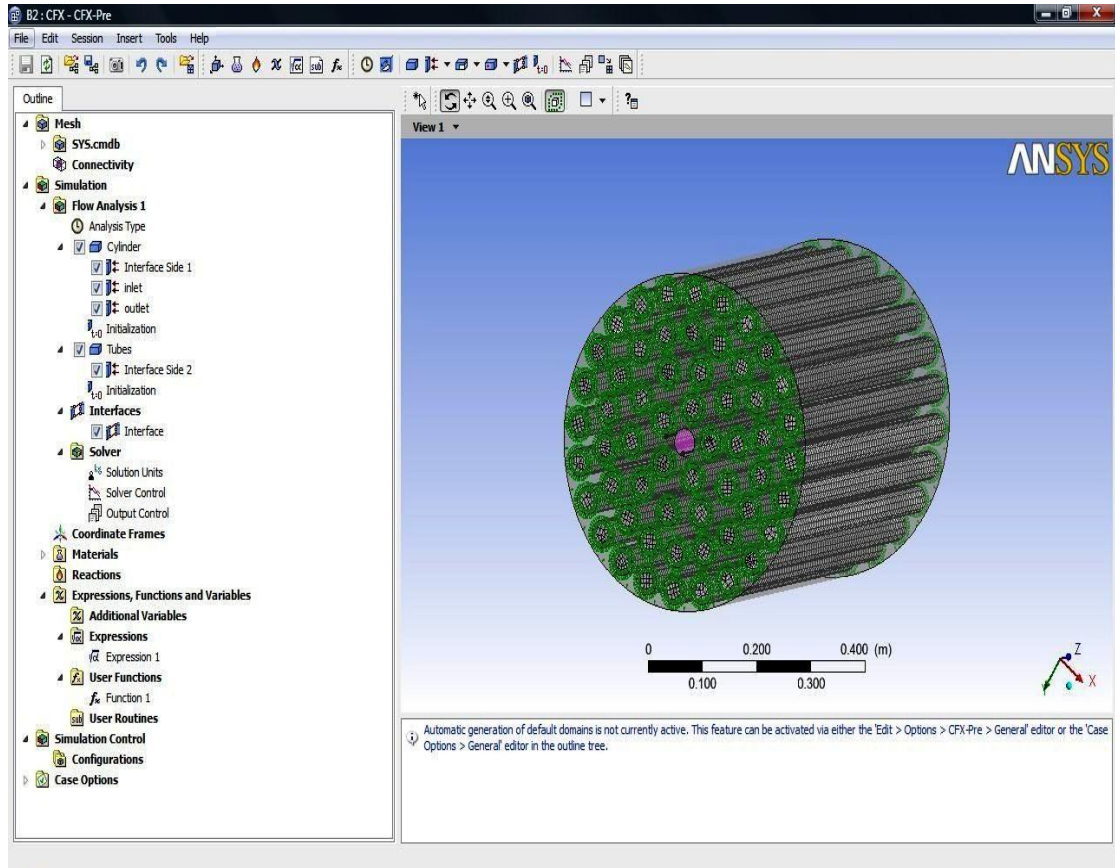 B2 : CFX - CFX-Pre
File Edit Session Insert Tools Help
Outline
Mesh
SYS.cmdb
Connectivity
Simulation
Flow Analysis 1
Analysis Type
Cylinder
Interface Side 1
inlet
outlet
t=0 Initialization
Tubes
Interface Side 2
t=0 Initialization
Interfaces
Interface
Solver
Solution Units
Solver Control
Output Control
Coordinate Frames
Materials
Reactions
Expressions, Functions and Variables
Additional Variables
Expressions
Expression 1
User Functions
Function 1
User Routines
Simulation Control
Configurations
Case Options
View 1
ANSYS
0 0.200 0.400 (m)
0.100 0.300
Z
X
Automatic generation of default domains is not currently active. This feature can be activated via either the 'Edit > Options > CFX-Pre > General' editor or the 'Case
Options > General' editor in the outline tree.